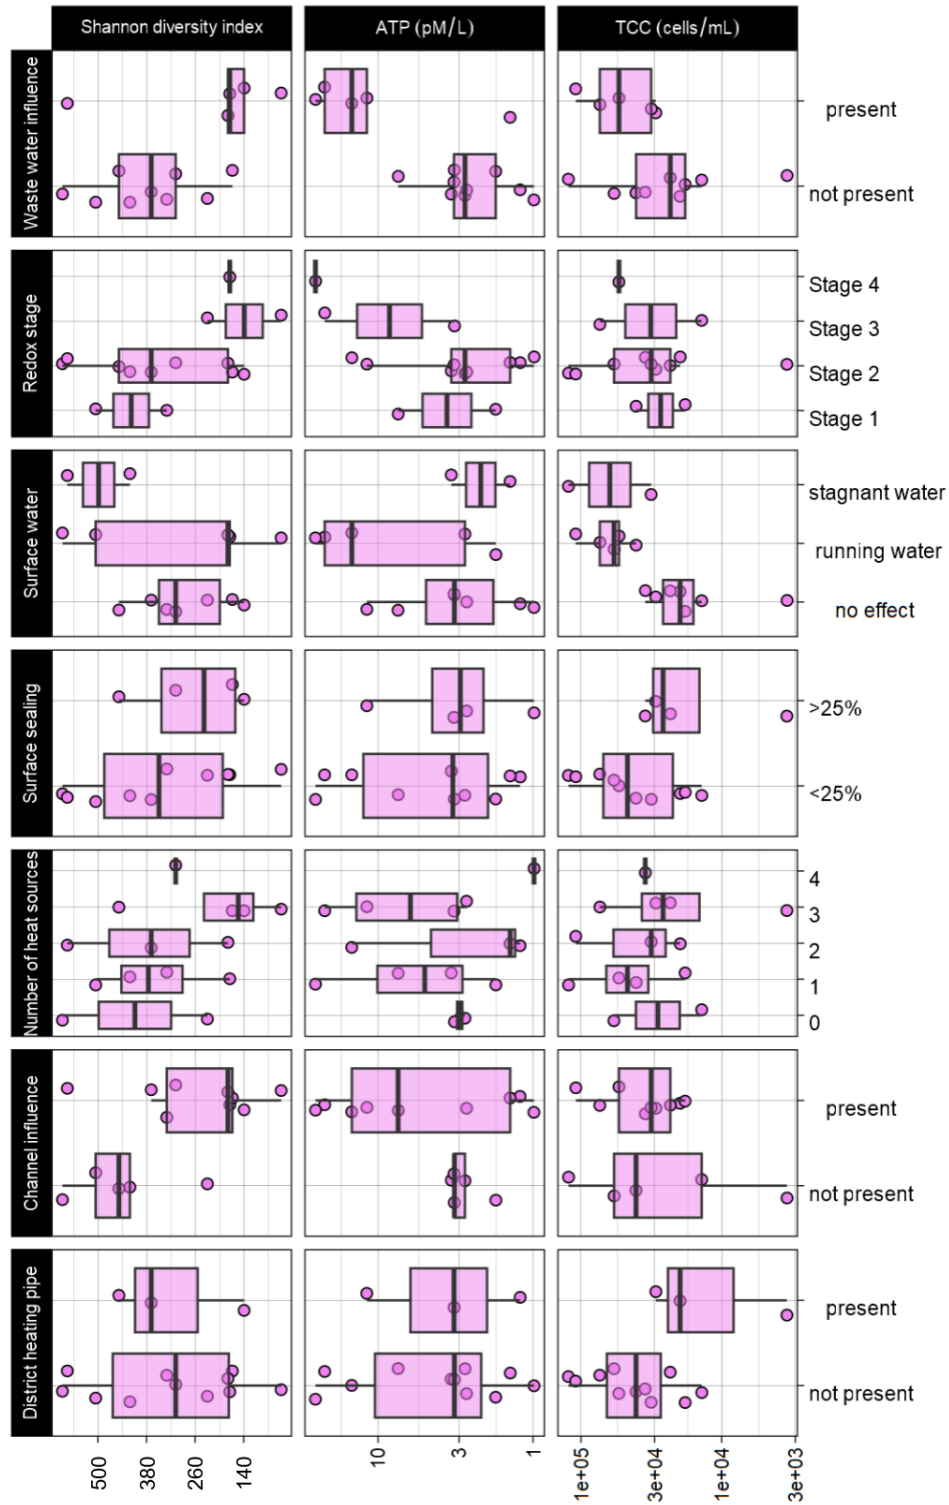 Shannon diversity index
ATP (pM/L)
TCC (cells/mL)
Waste water influence
present
not present
Redox stage
Stage 4
Stage 3
Stage 2
Stage 1
Surface water
stagnant water
running water
no effect
Surface sealing
>25%
<25%
Number of heat sources
4
3
2
1
0
Channel influence
present
not present
District heating pipe
present
not present
500
380
260
140
10
3
1
1e+05
3e+04
1e+04
3e+03